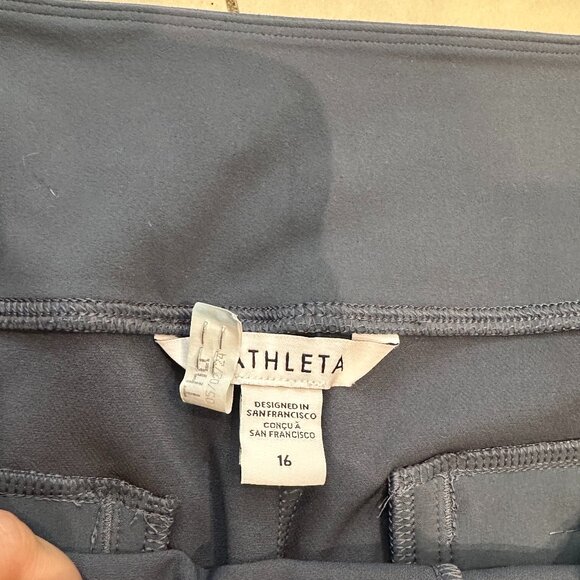 ATHLETA
DESIGNED IN
SAN FRANCISCO
CONÇU À
SAN FRANCISCO
16